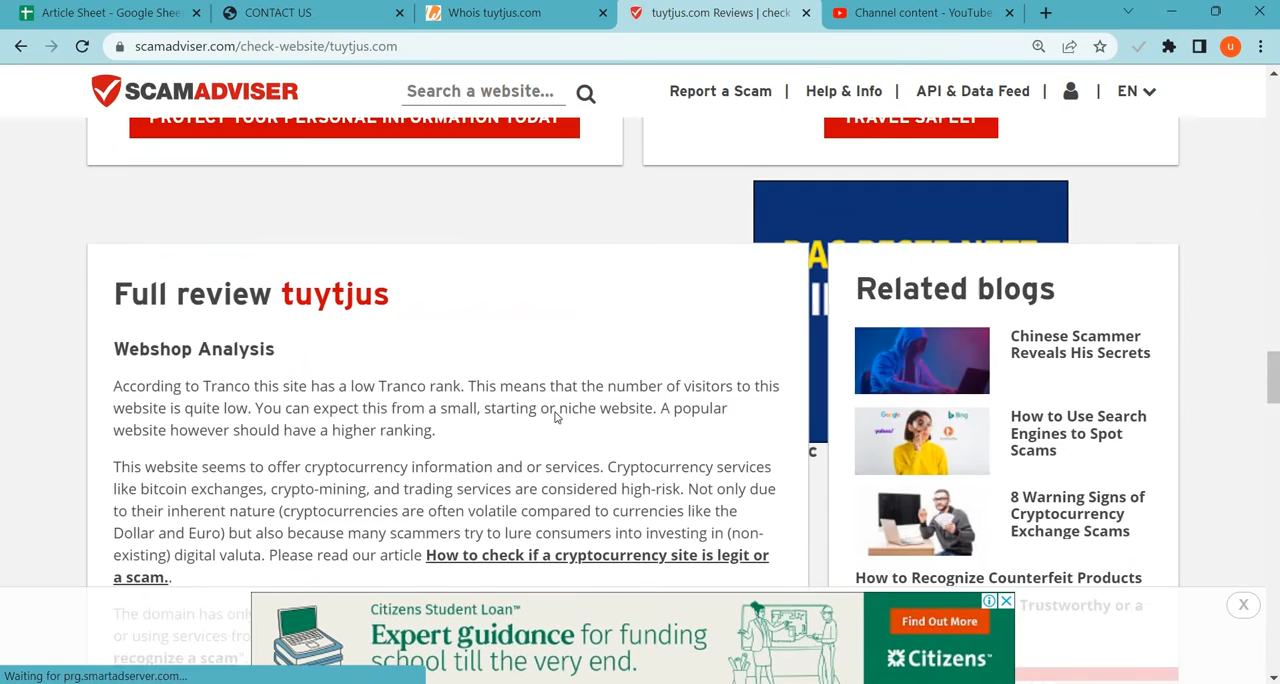 Article Sheet - Google Shee
CONTACT US
Whois tuytjus.com
tuytjus.com Reviews | check
Channel content - YouTube
scamadviser.com/check-website/tuytjus.com
u
SCAMADVISER
Search a website...
Report a Scam | Help & Info | API & Data Feed | | EN
PROTECT YOUR PERSONAL INFORMATION TODAY
TRAVEL SAFELY
Full review tuytjus
Webshop Analysis
According to Tranco this site has a low Tranco rank. This means that the number of visitors to this
website is quite low. You can expect this from a small, starting or niche website. A popular
website however should have a higher ranking.
This website seems to offer cryptocurrency information and or services. Cryptocurrency services
like bitcoin exchanges, crypto-mining, and trading services are considered high-risk. Not only due
to their inherent nature (cryptocurrencies are often volatile compared to currencies like the
Dollar and Euro) but also because many scammers try to lure consumers into investing in (non-
existing) digital valuta. Please read our article How to check if a cryptocurrency site is legit or
a scam..
The domain has only
or using services fro
recognize a scam".
Related blogs
Google
Bing
Chinese Scammer
Reveals His Secrets
How to Use Search
Engines to Spot
Scams
8 Warning Signs of
Cryptocurrency
Exchange Scams
How to Recognize Counterfeit Products
Trustworthy or a
X
Citizens Student Loan™
Expert guidance for funding
school till the very end.
Find Out More
Citizens™
Waiting for prg.smartadserver.com...